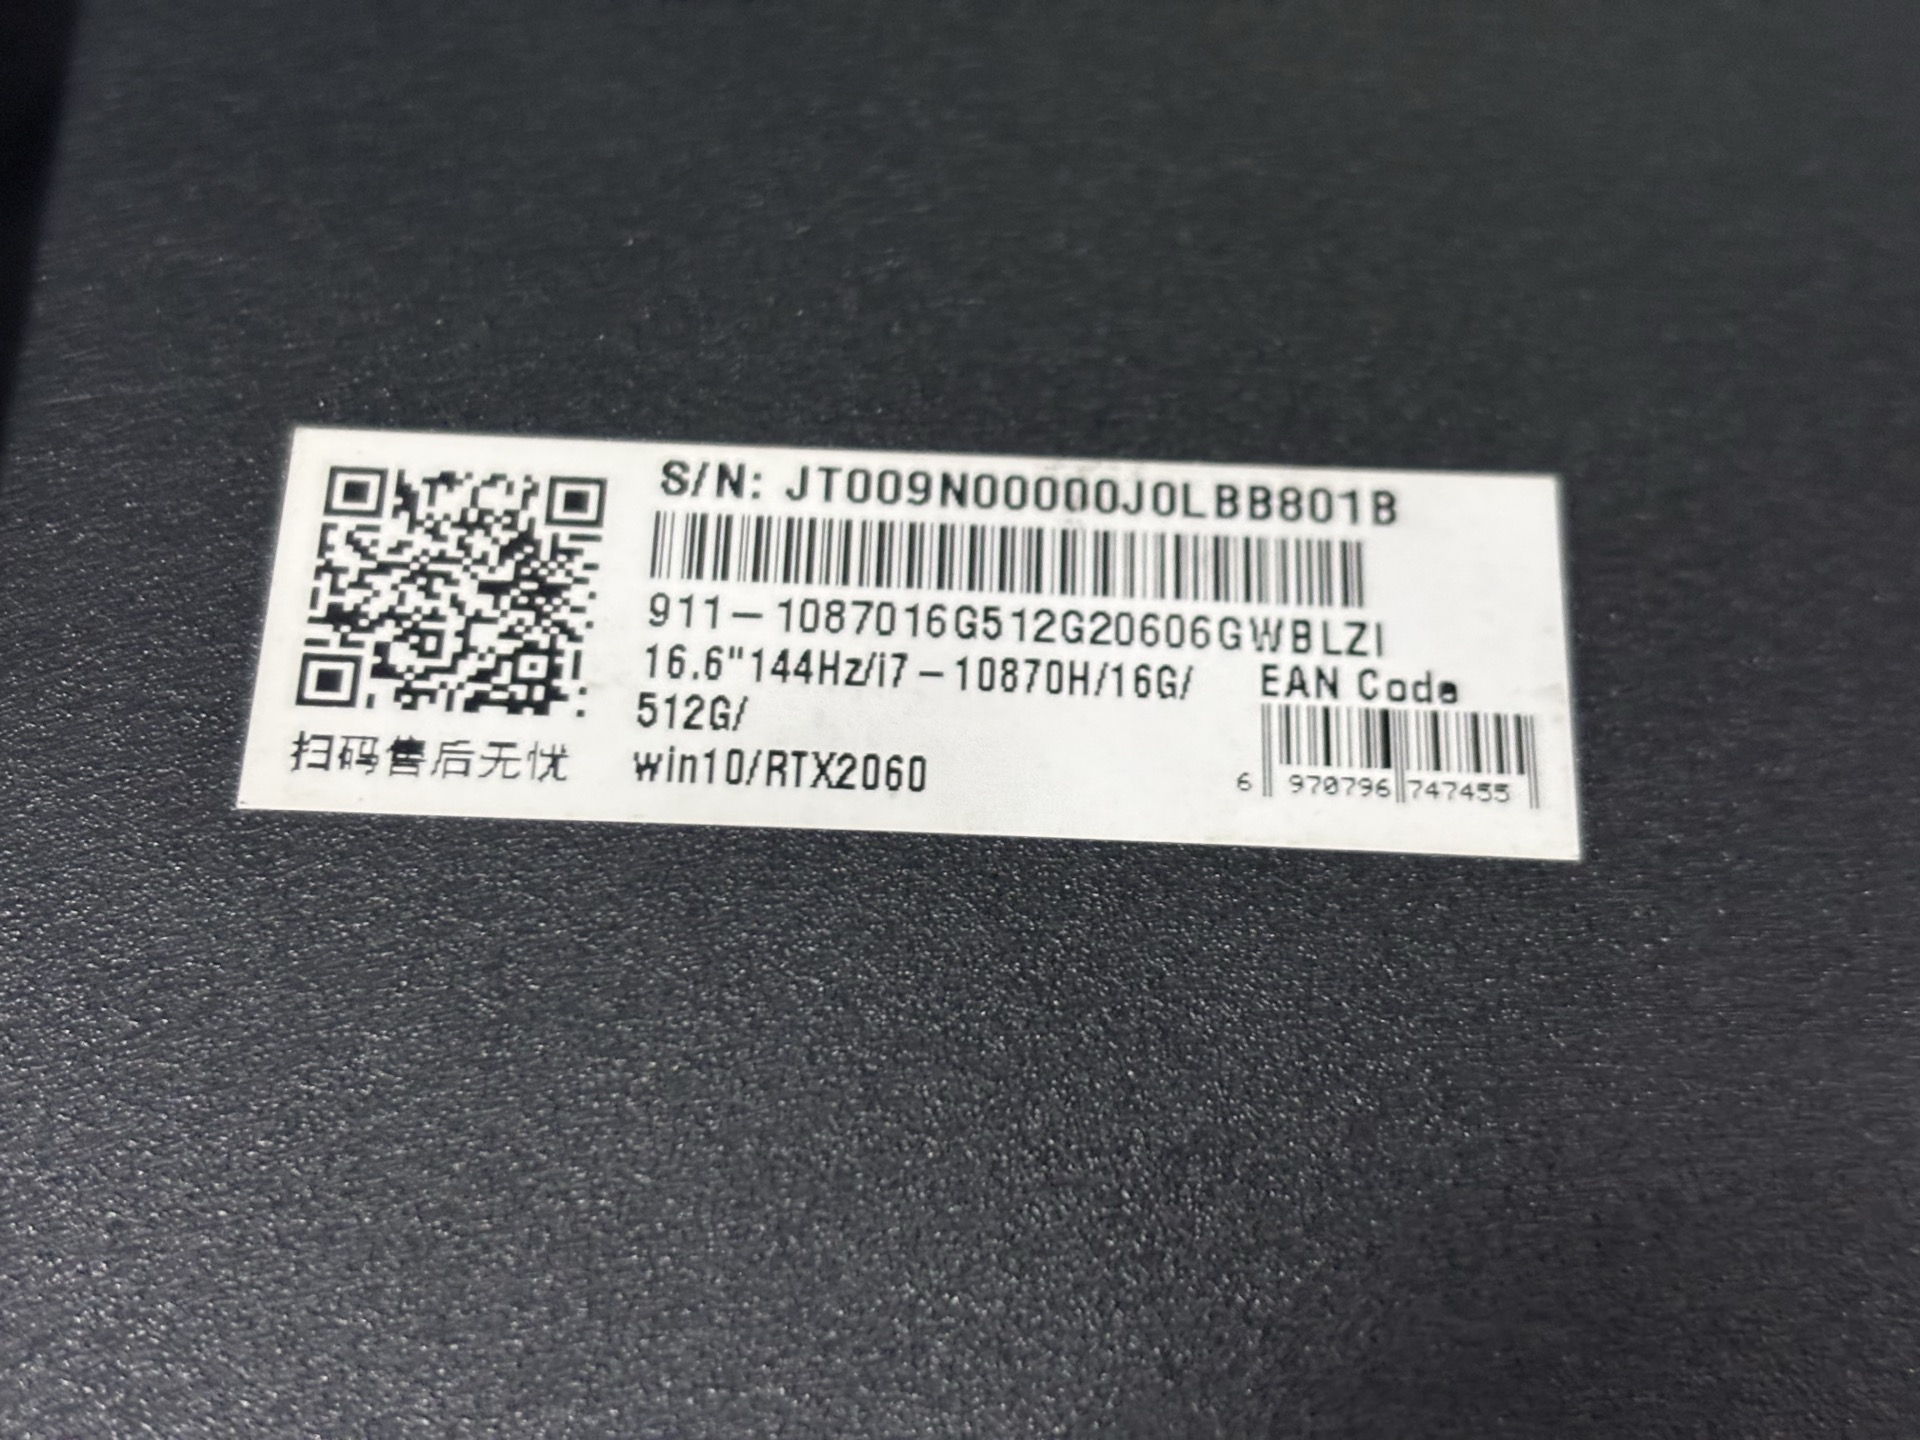 S/N: JT009N00000J0LBB801B
911-1087016G512G20606GWBLZI
16.6"144Hz/i7-10870H/16G/
512G/
win10/RTX2060
EAN Code
6 970796 747455
扫码售后无忧